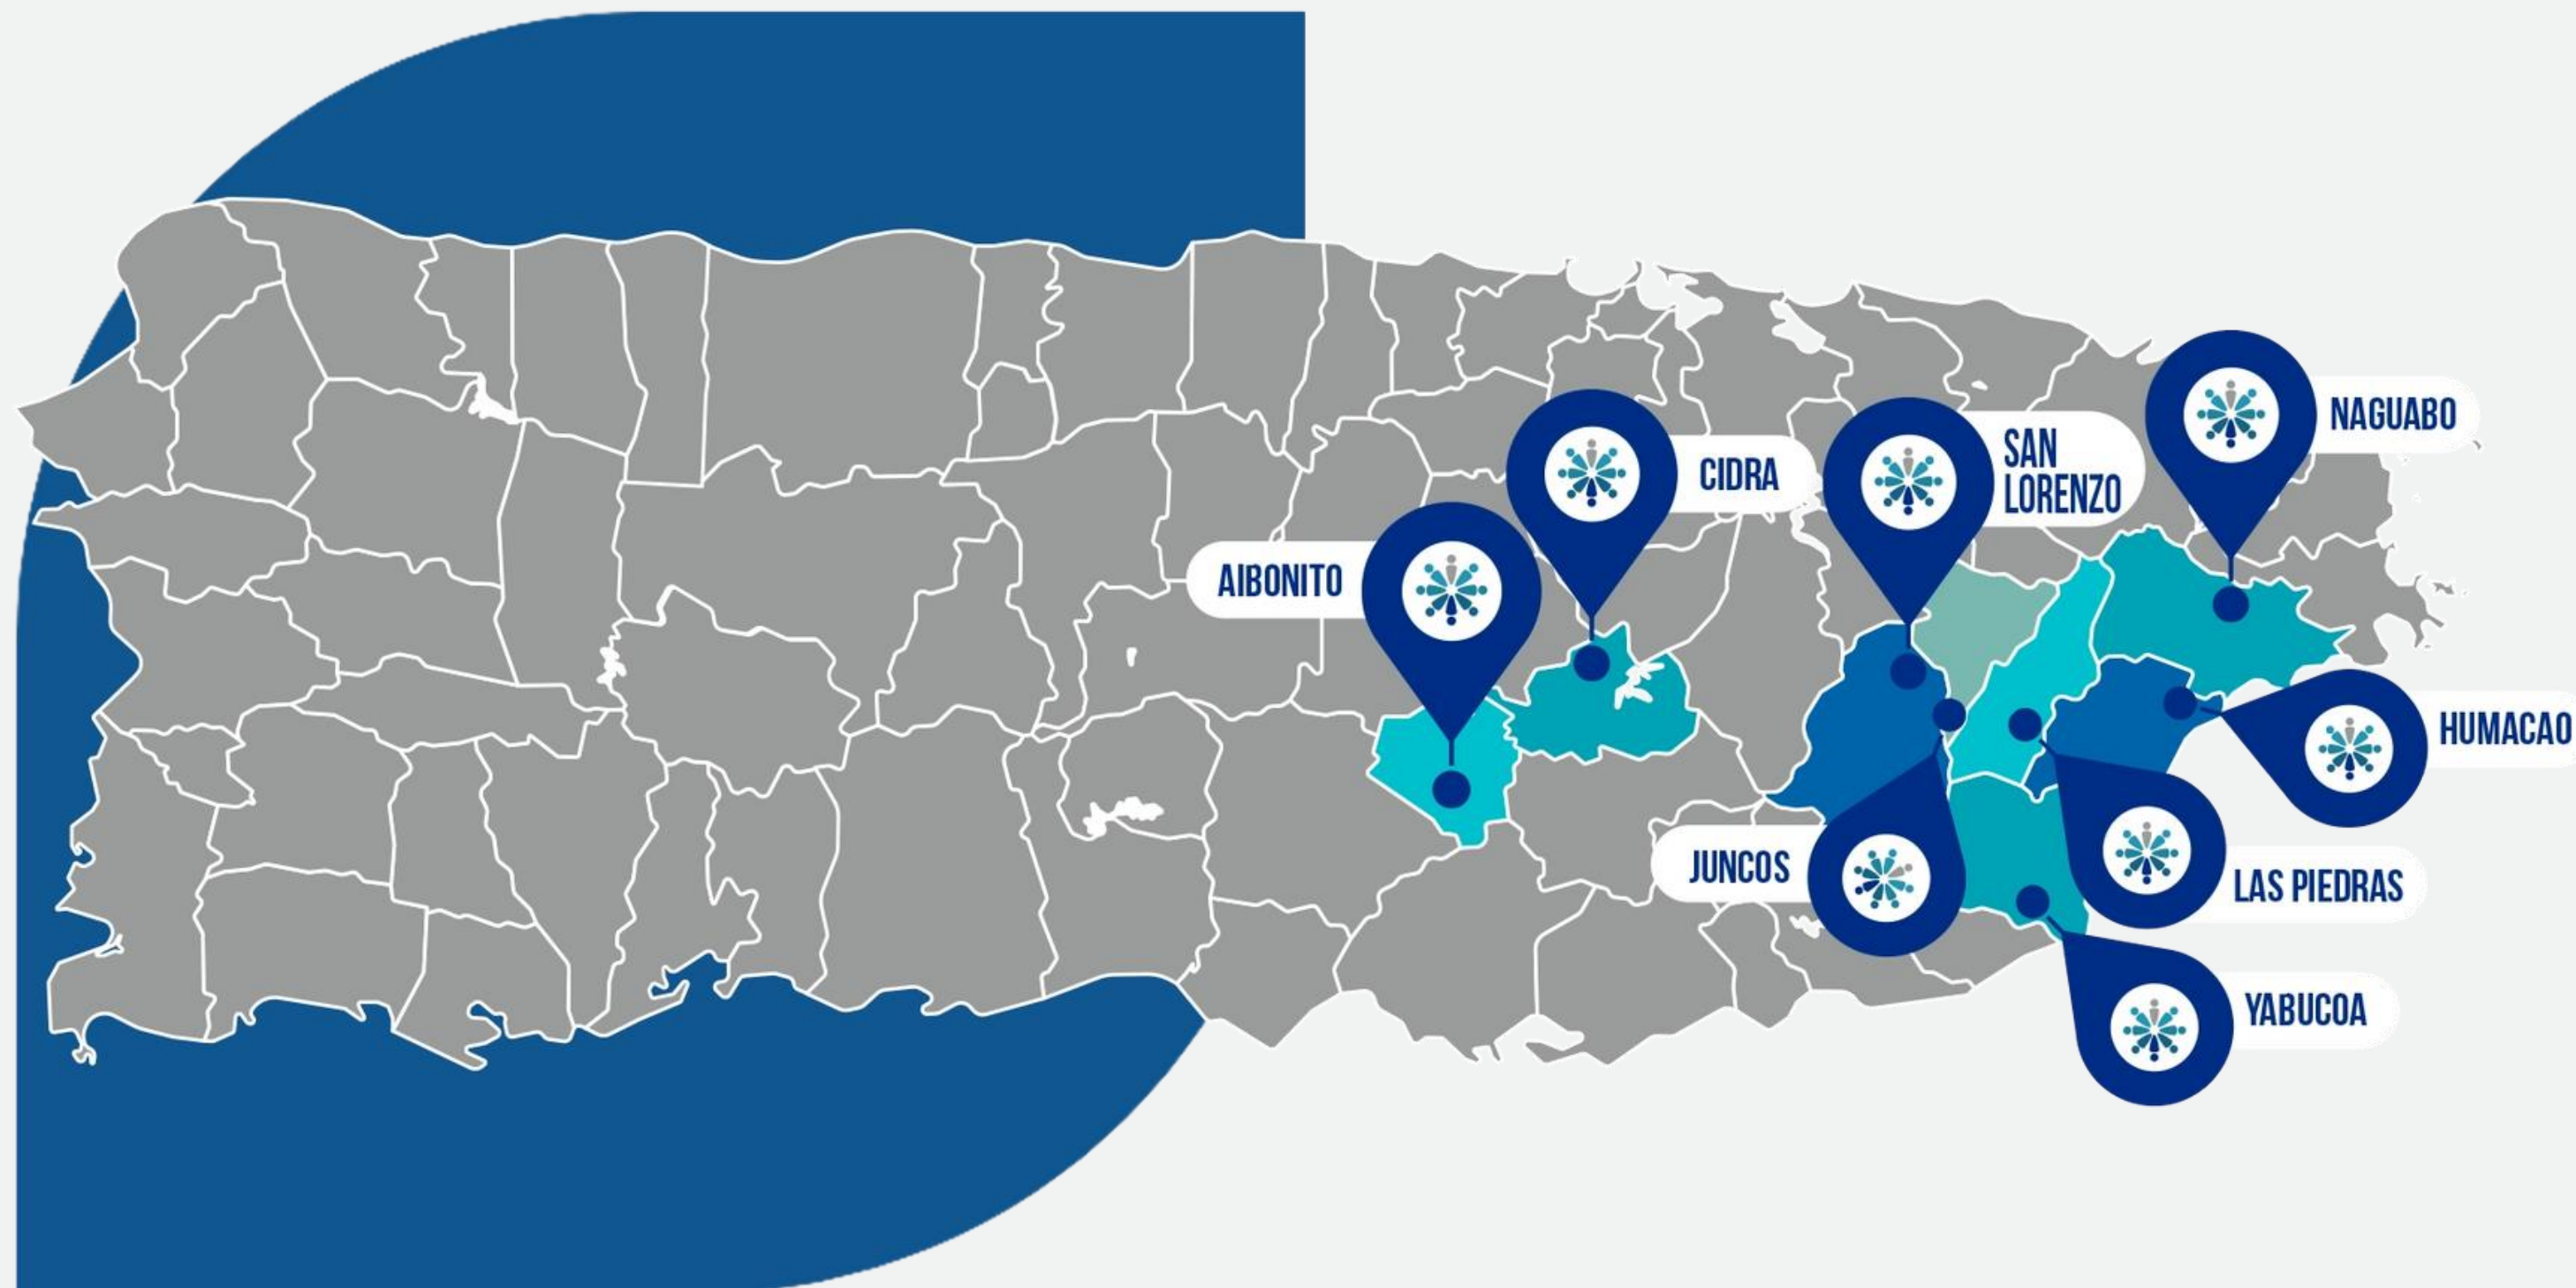 NAGUABO
CIDRA
SAN
LORENZO
AIBONITO
HUMACAO
JUNCOS
LAS PIEDRAS
YABUCOA